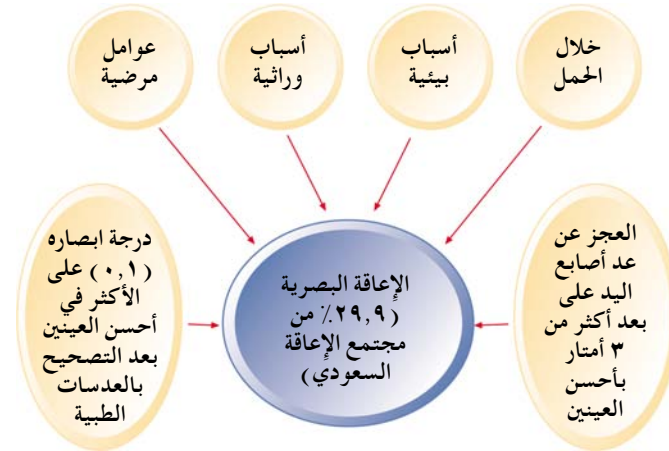 خلال
الحمل
أسباب
بيئية
أسباب
وراثية
عوامل
مرضية
العجز عن
عد أصابع
اليد على
بعد أكثر من
٣ أمتار
بأحسن
العينين
الإعاقة البصرية
(٢٩,٩٪ من
مجتمع الإعاقة
السعودي)
درجة ابصاره
(٠,١) على
الأكثر في
أحسن العينين
بعد التصحيح
بالعدسات
الطبية